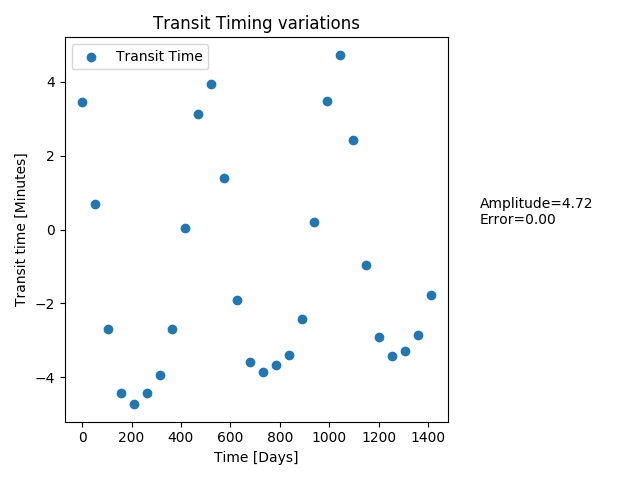 Transit Timing variations
Transit Time
Transit time [Minutes]
4
2
0
−2
−4
0 200 400 600 800 1000 1200 1400
Time [Days]
Amplitude=4.72
Error=0.00